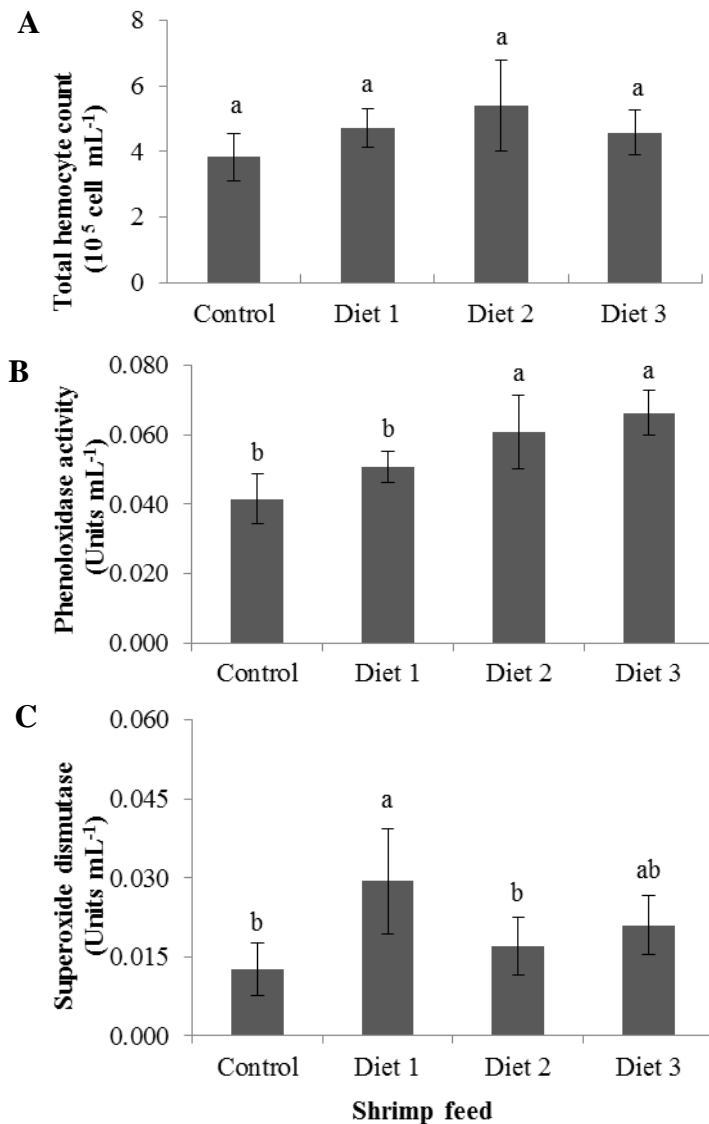 A
Total hemocyte count
(10⁵ cell mL⁻¹)
8
6
4
2
0
a
a
a
a
Control
Diet 1
Diet 2
Diet 3
B
Phenoloxidase activity
(Units mL⁻¹)
0.080
0.060
0.040
0.020
0.000
b
b
a
a
Control
Diet 1
Diet 2
Diet 3
C
Superoxide dismutase
(Units mL⁻¹)
0.060
0.045
0.030
0.015
0.000
b
a
b
ab
Control
Diet 1
Diet 2
Diet 3
Shrimp feed